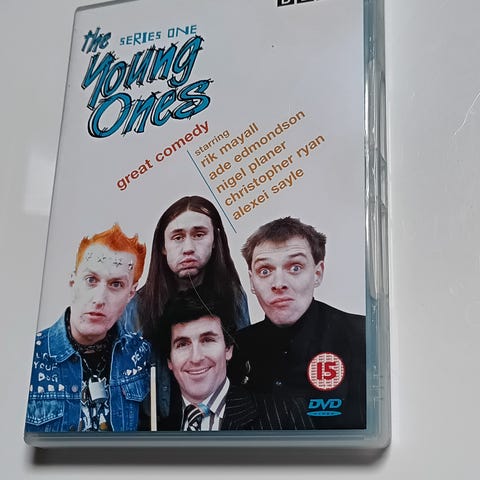 the SERIES ONE
Young
Ones
great comedy
starring
rik mayall
ade edmondson
nigel planer
christopher ryan
alexei sayle
15
DVD
VIDEO